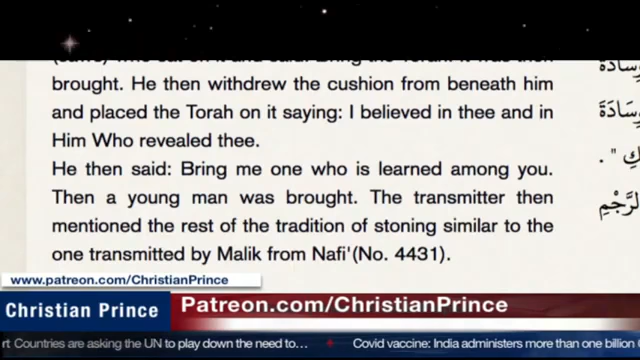 brought. He then withdrew the cushion from beneath him
and placed the Torah on it saying: I believed in thee and in
Him Who revealed thee.
He then said: Bring me one who is learned among you.
Then a young man was brought. The transmitter then
mentioned the rest of the tradition of stoning similar to the
one transmitted by Malik from Nafi'(No. 4431).
وِسَادَةً
كِ " .
الرَّجْمِ
www.patreon.com/ChristianPrince
Christian Prince
Patreon.com/ChristianPrince
rt Countries are asking the UN to play down the need to… + Covid vaccine: India administers more than one billion